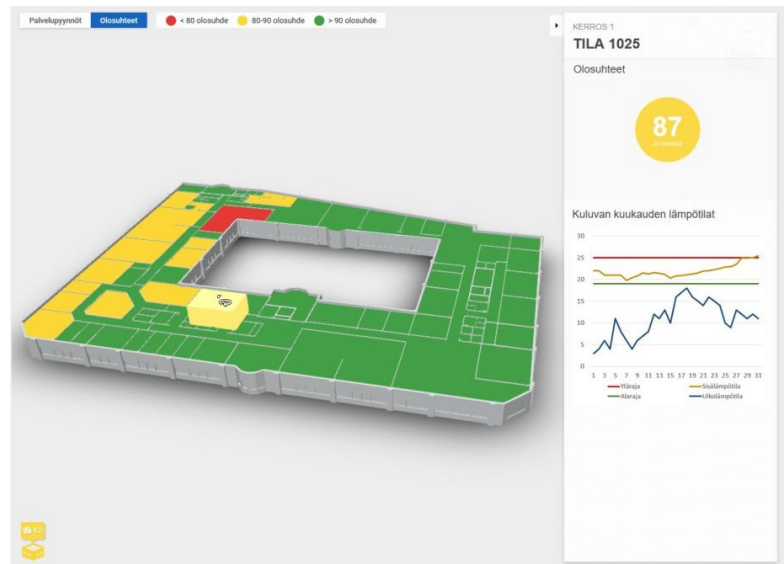 Palvelupyynnöt Olosuhteet < 80 olosuhde 80-90 olosuhde > 90 olosuhde
KERROS 1
TILA 1025
Olosuhteet
87
Kuluvan kuukauden lämpötilat
30
25
20
15
10
5
0
1 3 5 7 9 11 13 15 17 19 21 23 25 27 29 31
Yläraja Sisälämpötila
Alaraja Ulkolämpötila